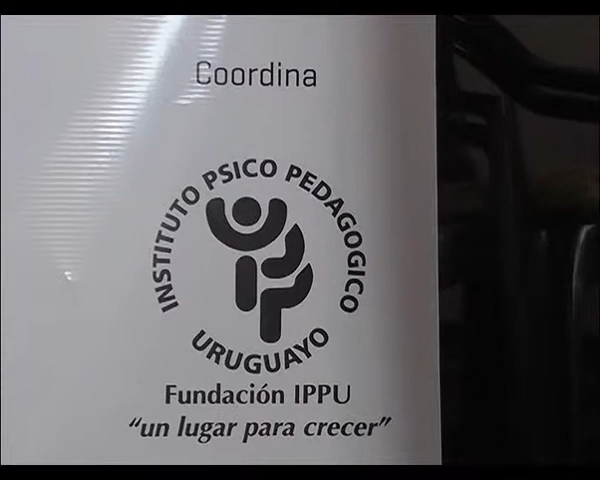 Coordina
INSTITUTO PSICO PEDAGOGICO
URUGUAYO
Fundación IPPU
"un lugar para crecer"